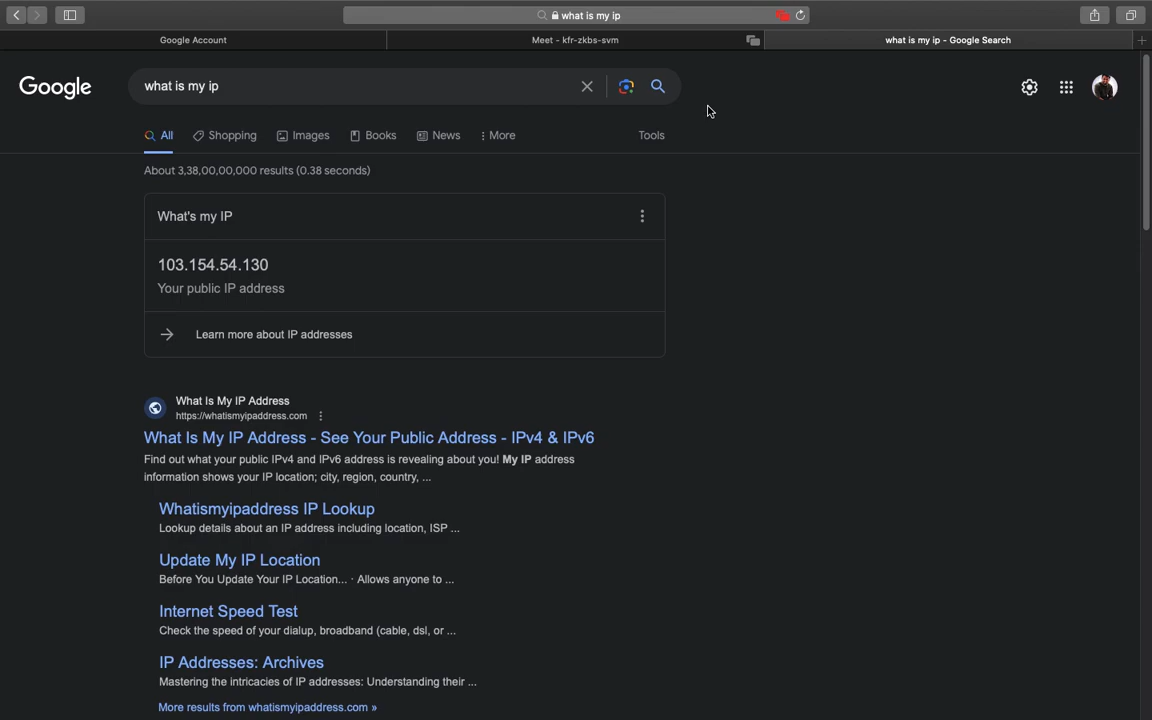 what is my ip
Google Account
Meet - kfr-zkbs-svm
what is my ip - Google Search
Google
what is my ip
All
Shopping
Images
Books
News
More
Tools
About 3,38,00,00,000 results (0.38 seconds)
What's my IP
103.154.54.130
Your public IP address
Learn more about IP addresses
What Is My IP Address
https://whatismyipaddress.com
What Is My IP Address - See Your Public Address - IPv4 & IPv6
Find out what your public IPv4 and IPv6 address is revealing about you! My IP address
information shows your IP location; city, region, country, ...
Whatismyipaddress IP Lookup
Lookup details about an IP address including location, ISP ...
Update My IP Location
Before You Update Your IP Location... · Allows anyone to ...
Internet Speed Test
Check the speed of your dialup, broadband (cable, dsl, or ...
IP Addresses: Archives
Mastering the intricacies of IP addresses: Understanding their ...
More results from whatismyipaddress.com »